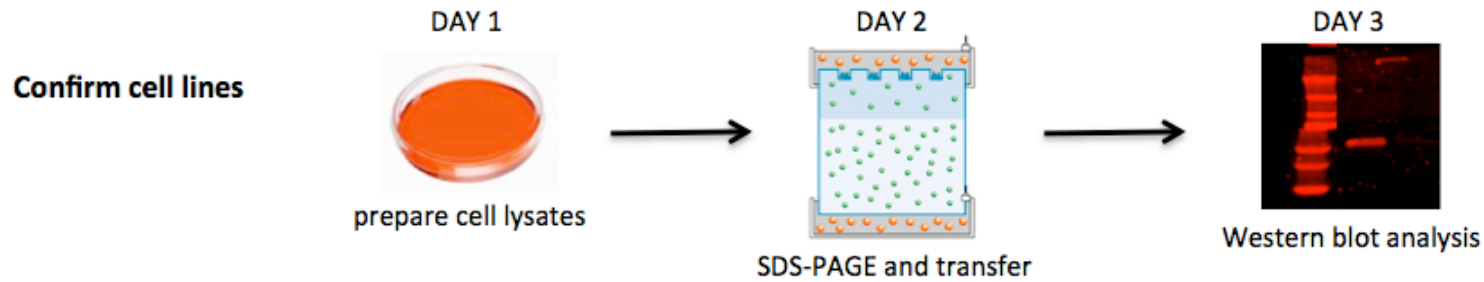 DAY 1
DAY 2
DAY 3
Confirm cell lines
prepare cell lysates
SDS-PAGE and transfer
Western blot analysis